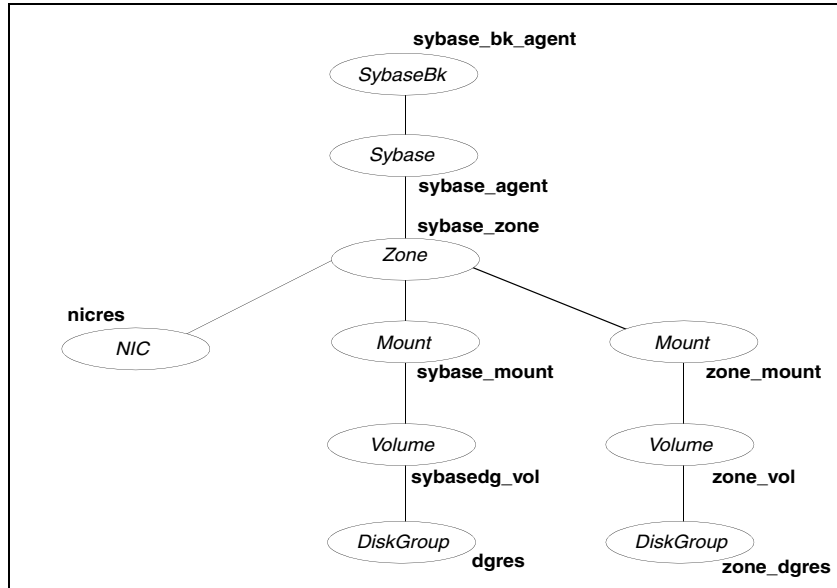 sybase_bk_agent
SybaseBk
Sybase
sybase_agent
sybase_zone
Zone
nicres
NIC
Mount
Mount
sybase_mount
zone_mount
Volume
Volume
sybasedg_vol
zone_vol
DiskGroup
DiskGroup
dgres
zone_dgres